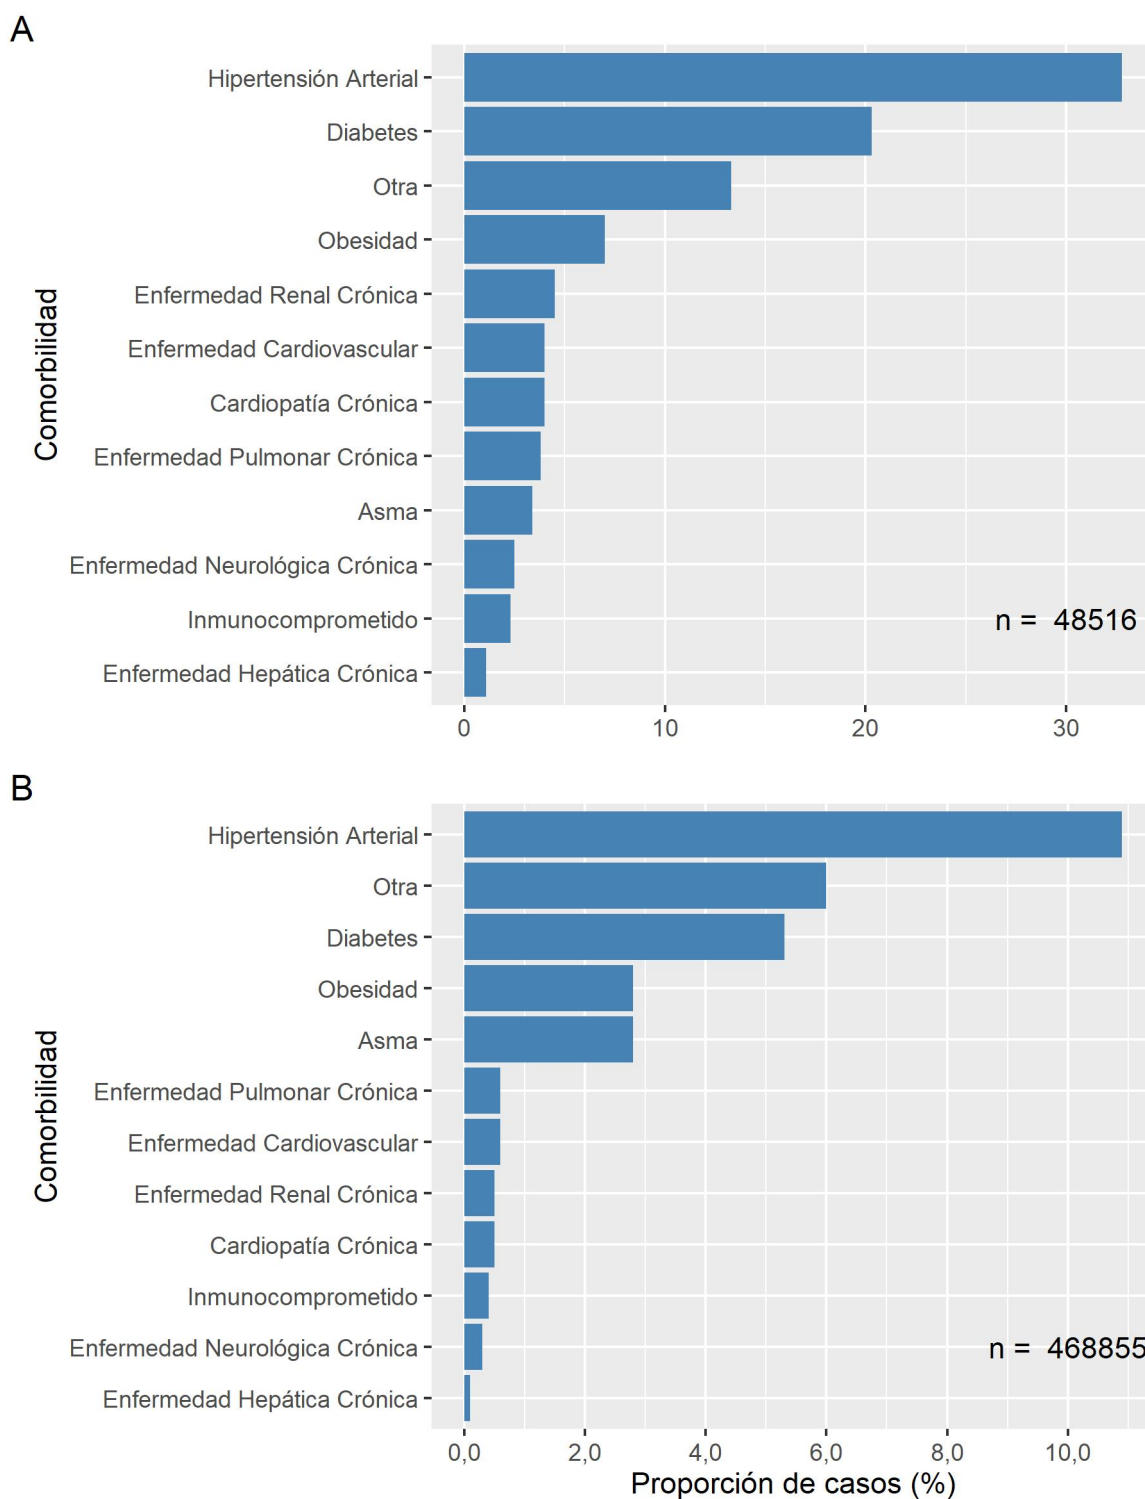 A
Hipertensión Arterial
Diabetes
Otra
Obesidad
Enfermedad Renal Crónica
Enfermedad Cardiovascular
Cardiopatía Crónica
Enfermedad Pulmonar Crónica
Asma
Enfermedad Neurológica Crónica
Inmunocomprometido
Enfermedad Hepática Crónica
Comorbilidad
n = 48516
0 10 20 30
B
Hipertensión Arterial
Otra
Diabetes
Obesidad
Asma
Enfermedad Pulmonar Crónica
Enfermedad Cardiovascular
Enfermedad Renal Crónica
Cardiopatía Crónica
Inmunocomprometido
Enfermedad Neurológica Crónica
Enfermedad Hepática Crónica
Comorbilidad
n = 468855
0,0 2,0 4,0 6,0 8,0 10,0
Proporción de casos (%)